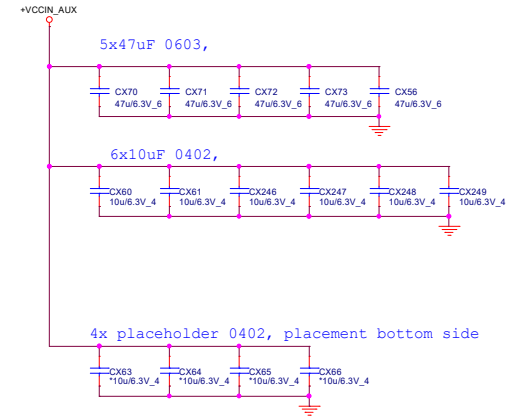 +VCCIN_AUX
5x47uF 0603,
CX70 CX71 CX72 CX73 CX56
47u/6.3V_6 47u/6.3V_6 47u/6.3V_6 47u/6.3V_6 47u/6.3V_6
6x10uF 0402,
CX60 CX61 CX246 CX247 CX248 CX249
10u/6.3V_4 10u/6.3V_4 10u/6.3V_4 10u/6.3V_4 10u/6.3V_4 10u/6.3V_4
4x placeholder 0402, placement bottom side
CX63 CX64 CX65 CX66
*10u/6.3V_4 *10u/6.3V_4 *10u/6.3V_4 *10u/6.3V_4